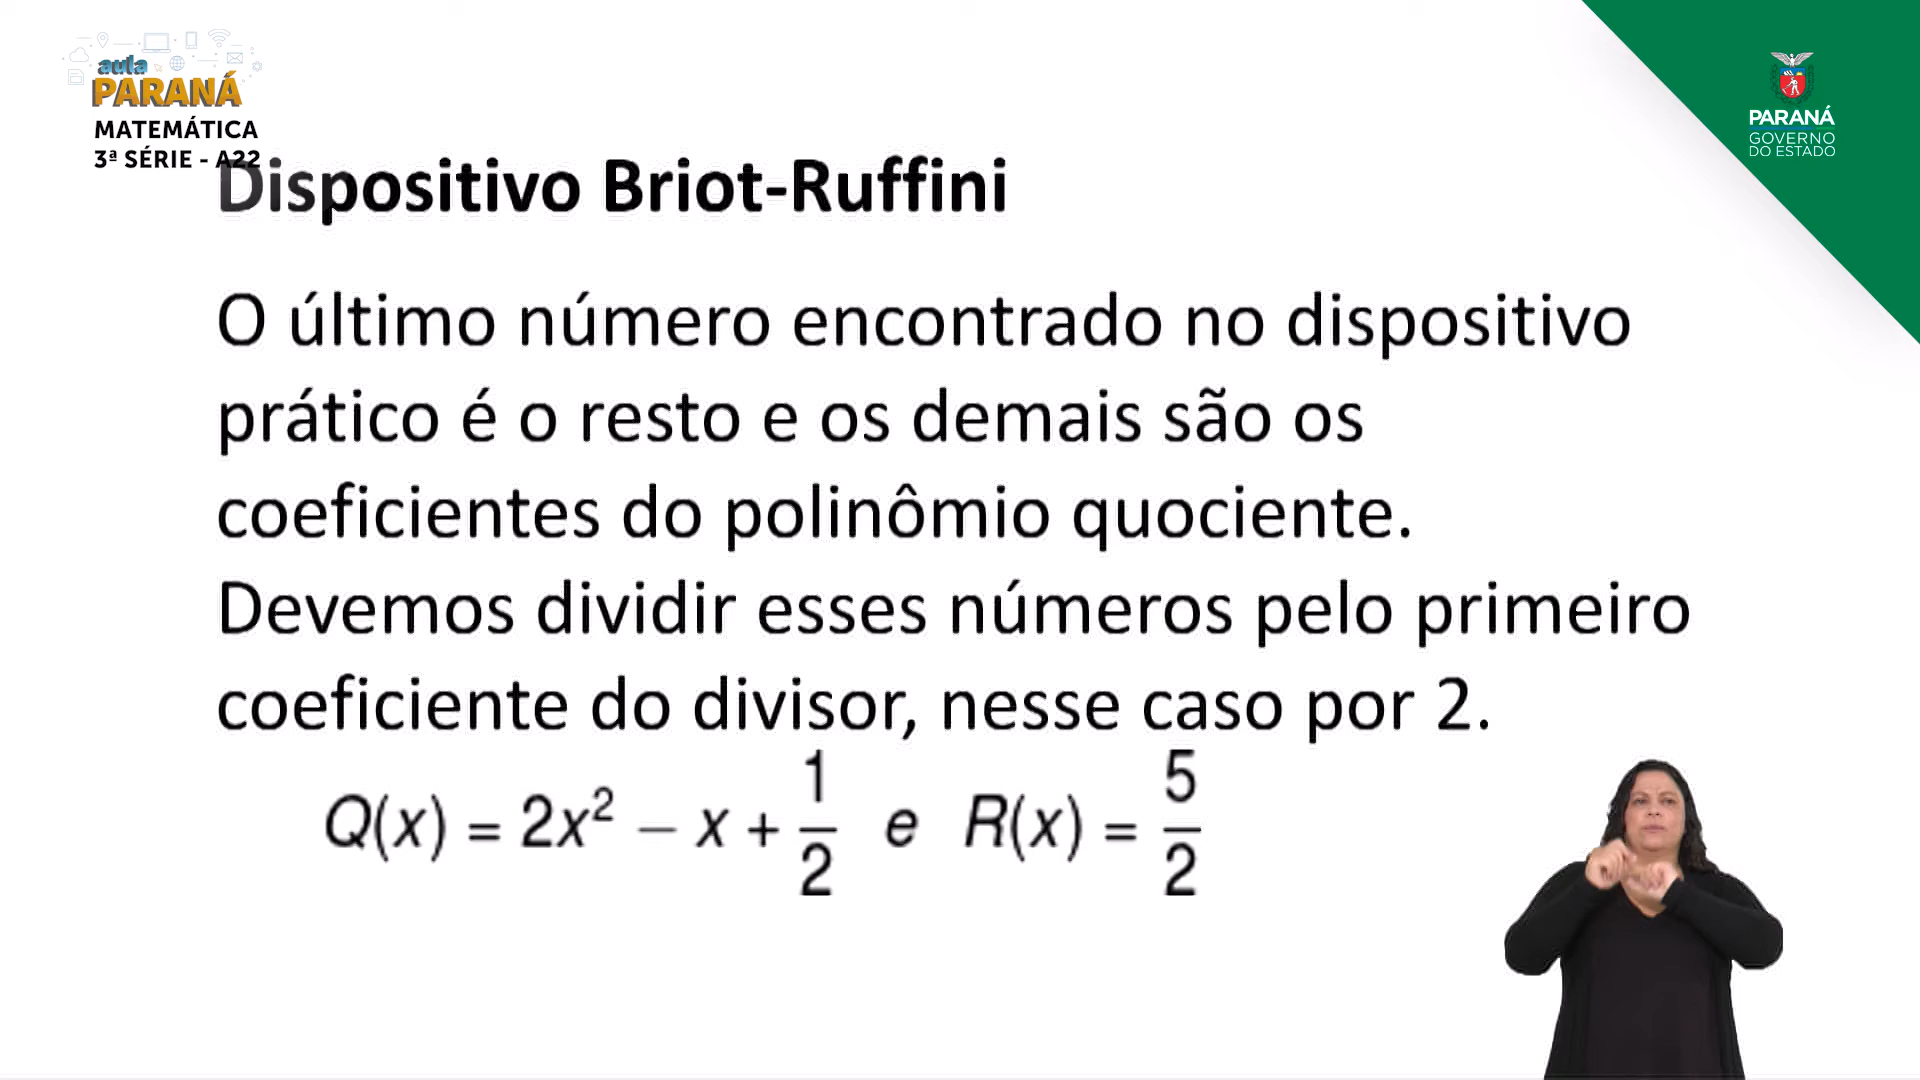 aula
PARANÁ
MATEMÁTICA
3ª SÉRIE - A22
PARANÁ
GOVERNO
DO ESTADO
Dispositivo Briot-Ruffini
O último número encontrado no dispositivo
prático é o resto e os demais são os
coeficientes do polinômio quociente.
Devemos dividir esses números pelo primeiro
coeficiente do divisor, nesse caso por 2.
Q(x) = 2x² − x + 1/2 e R(x) = 5/2